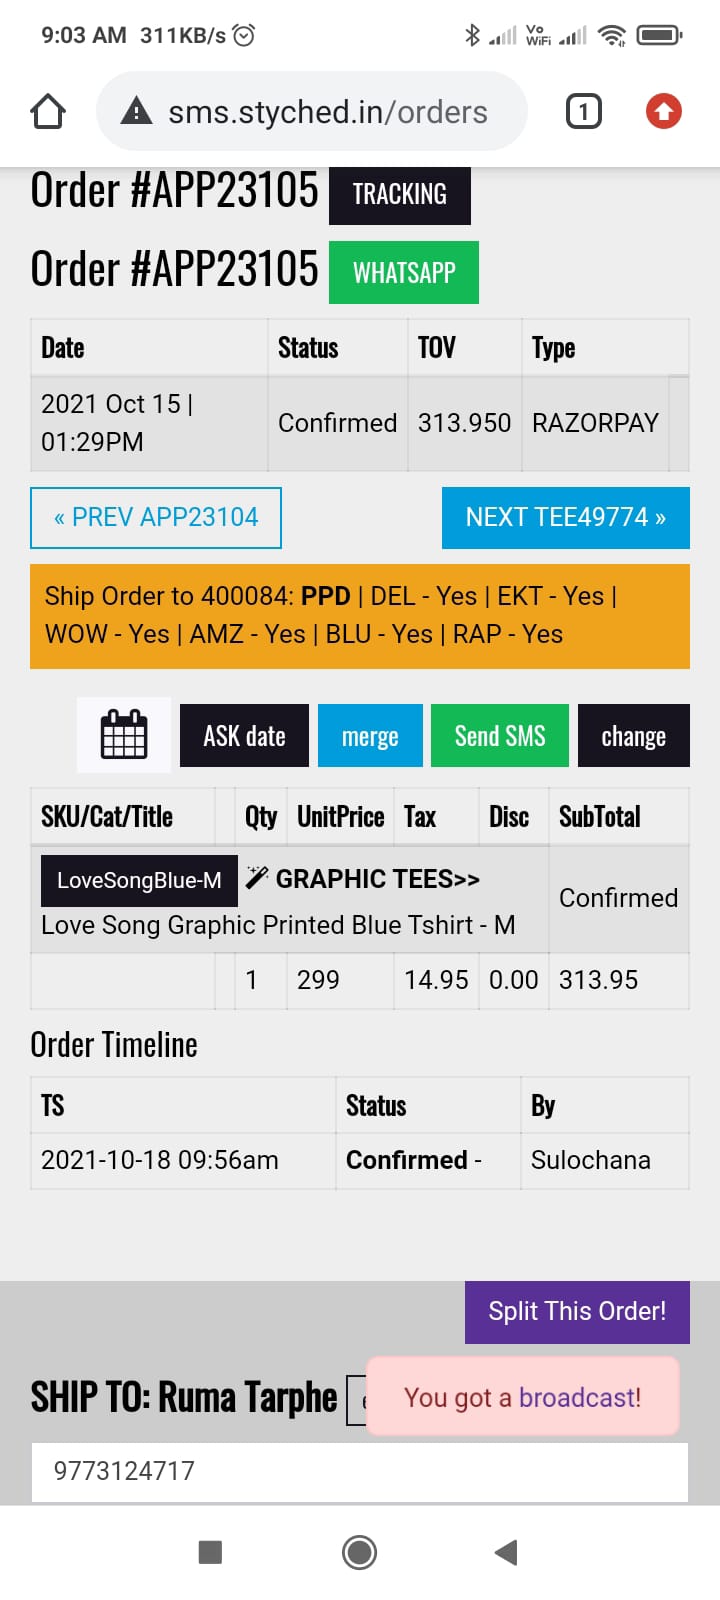 9:03 AM 311KB/s
Vo WiFi
sms.styched.in/orders
1
Order #APP23105 TRACKING
Order #APP23105 WHATSAPP
Date Status TOV Type
2021 Oct 15 | 01:29PM Confirmed 313.950 RAZORPAY
« PREV APP23104 NEXT TEE49774 »
Ship Order to 400084: PPD | DEL - Yes | EKT - Yes |
WOW - Yes | AMZ - Yes | BLU - Yes | RAP - Yes
ASK date merge Send SMS change
SKU/Cat/Title Qty UnitPrice Tax Disc SubTotal
LoveSongBlue-M GRAPHIC TEES>> Confirmed
Love Song Graphic Printed Blue Tshirt - M
1 299 14.95 0.00 313.95
Order Timeline
TS Status By
2021-10-18 09:56am Confirmed - Sulochana
Split This Order!
SHIP TO: Ruma Tarphe
You got a broadcast!
9773124717